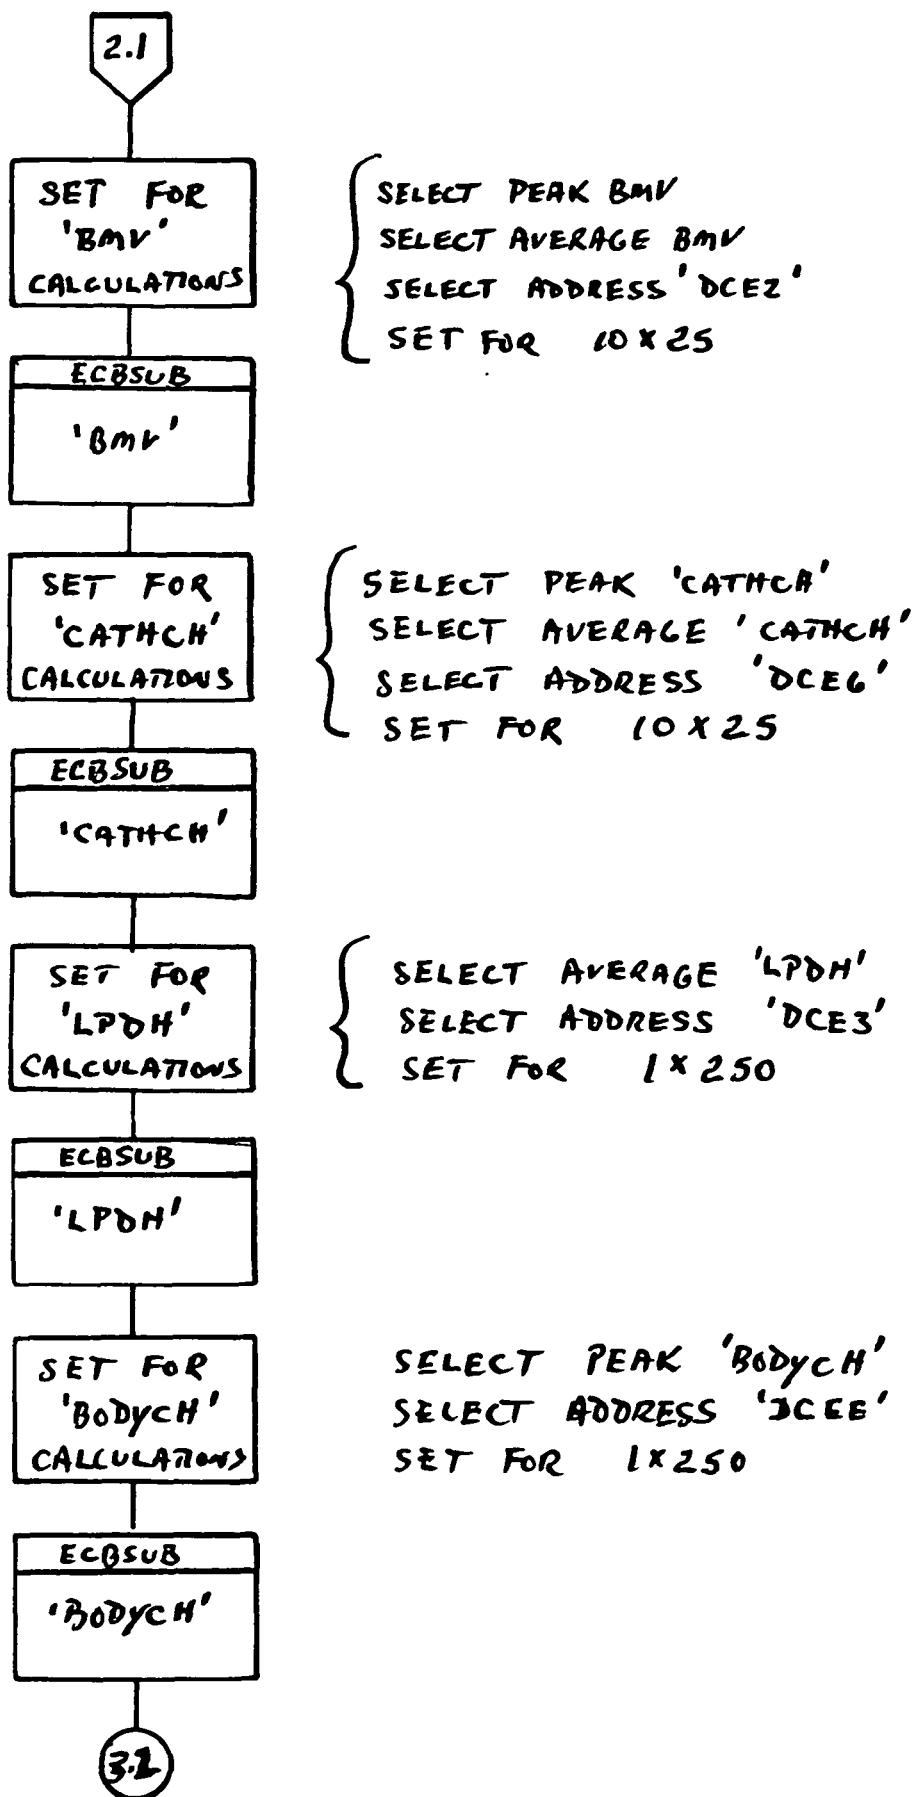 2.1
SET FOR
'BMV'
CALCULATIONS
SELECT PEAK BMV
SELECT AVERAGE BMV
SELECT ADDRESS 'DCE2'
SET FOR 10 X 25
ECBSUB
'BMV'
SET FOR
'CATHCH'
CALCULATIONS
SELECT PEAK 'CATHCH'
SELECT AVERAGE 'CATHCH'
SELECT ADDRESS 'DCE6'
SET FOR 10 X 25
ECBSUB
'CATHCH'
SET FOR
'LPDH'
CALCULATIONS
SELECT AVERAGE 'LPDH'
SELECT ADDRESS 'DCE3'
SET FOR 1 X 250
ECBSUB
'LPDH'
SET FOR
'BODYCH'
CALCULATIONS
SELECT PEAK 'BODYCH'
SELECT ADDRESS
SET FOR 1 X 250
ECBSUB
'BODYCH'